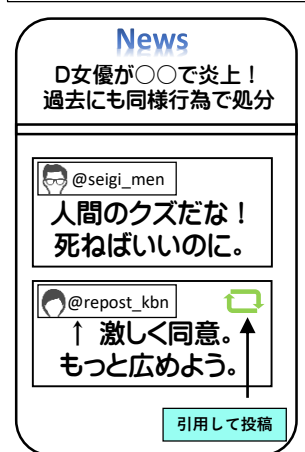 News
D女優が○○で炎上！
過去にも同様行為で処分
@seigi_men
人間のクズだな！
死ねばいいのに。
@repost_kbn
↑ 激しく同意。
もっと広めよう。
引用して投稿